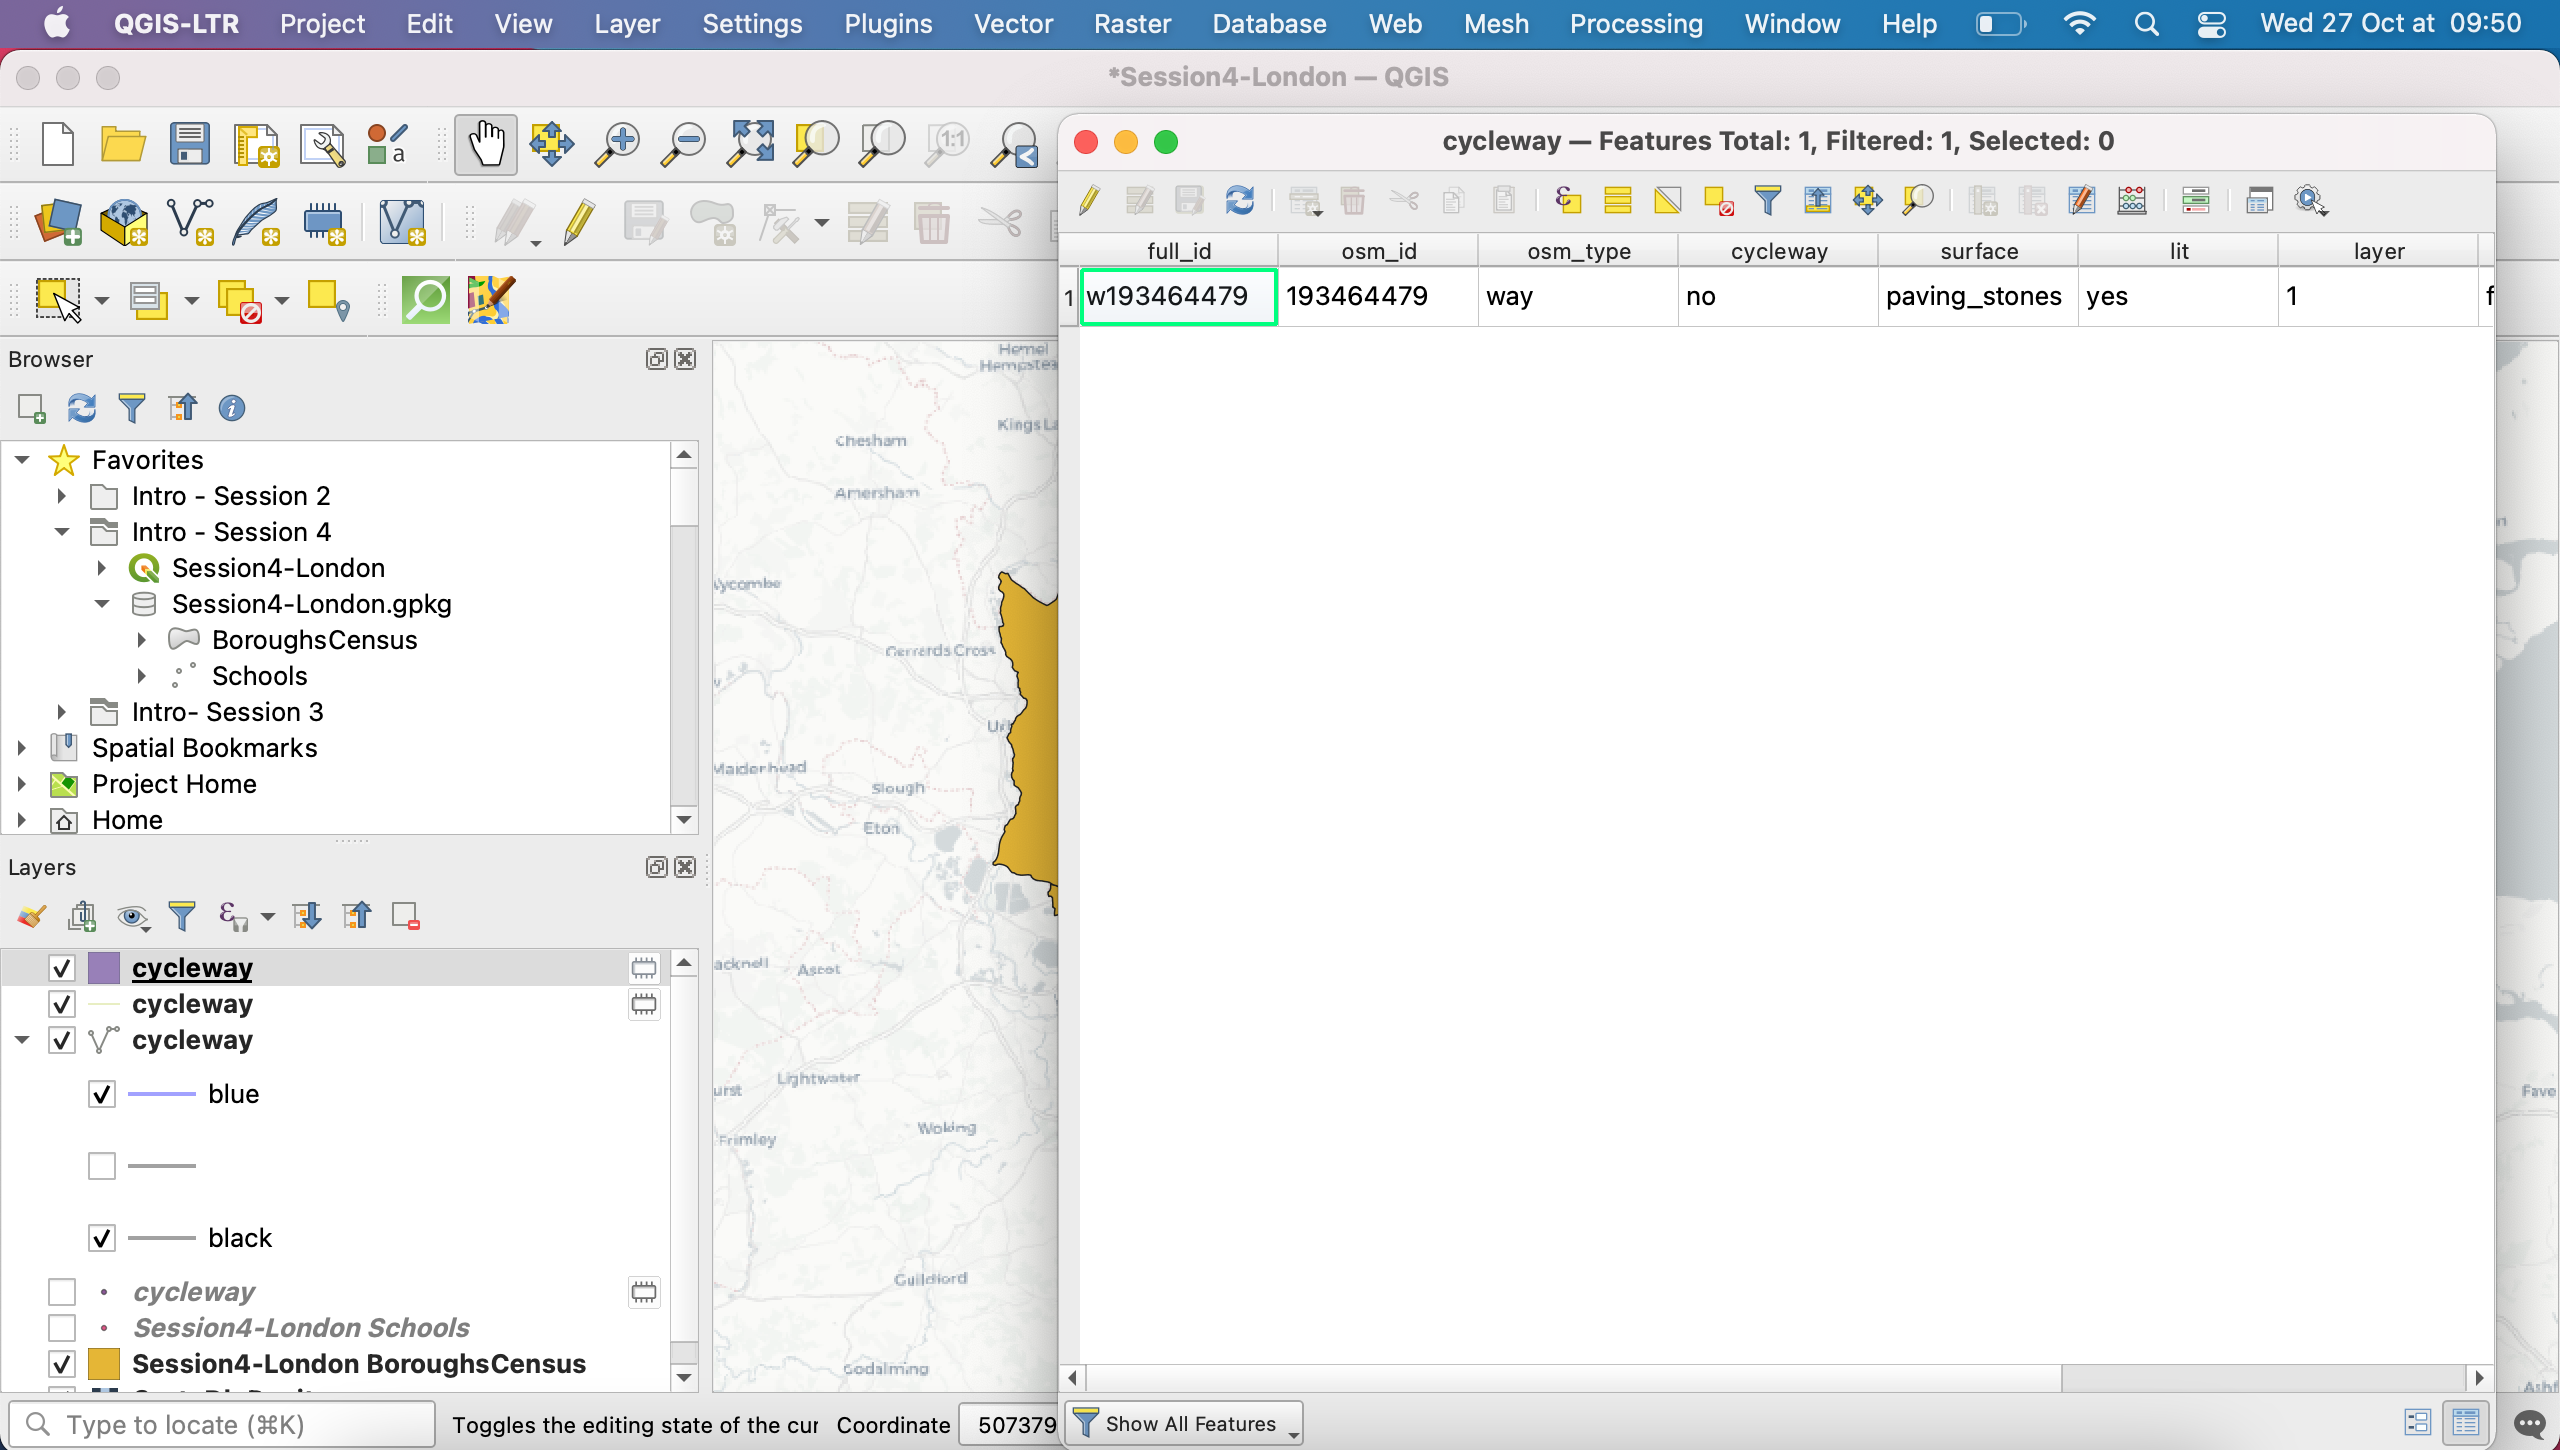 QGIS-LTR Project Edit View Layer Settings Plugins Vector Raster Database Web Mesh Processing Window Help Wed 27 Oct at 09:50
*Session4-London — QGIS
cycleway — Features Total: 1, Filtered: 1, Selected: 0
full_id osm_id osm_type cycleway surface lit layer
1 w193464479 193464479 way no paving_stones yes 1 f
Browser
Favorites
Intro - Session 2
Intro - Session 4
Session4-London
Session4-London.gpkg
BoroughsCensus
Schools
Intro- Session 3
Spatial Bookmarks
Project Home
Home
Layers
cycleway
cycleway
cycleway
blue
black
cycleway
Session4-London Schools
Session4-London BoroughsCensus
Hemel
Hempste
Kings La
Chesham
Amersham
Wycombe
Gerrards Cross
Maidenhead
Slough
Eton
acknell
Ascot
Lightwater
urst
Woking
Frimley
Guildford
Godalming
Fave
Ashf
Type to locate (⌘K)
Toggles the editing state of the cur
Coordinate 507379
Show All Features